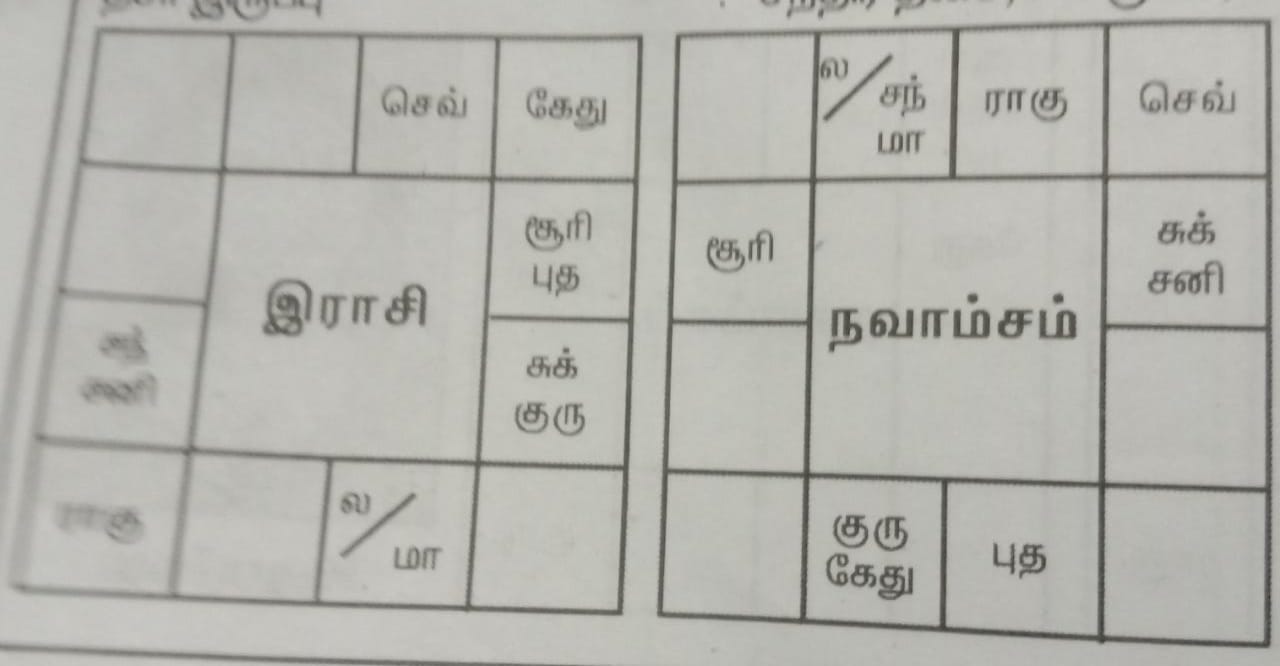 செவ் கேது
சூரி
புத
இராசி
சந்
சனி
சுக்
குரு
ராகு
ல / மா
ல / சந்
மா
ராகு செவ்
சூரி
சுக்
சனி
நவாம்சம்
குரு
கேது
புத